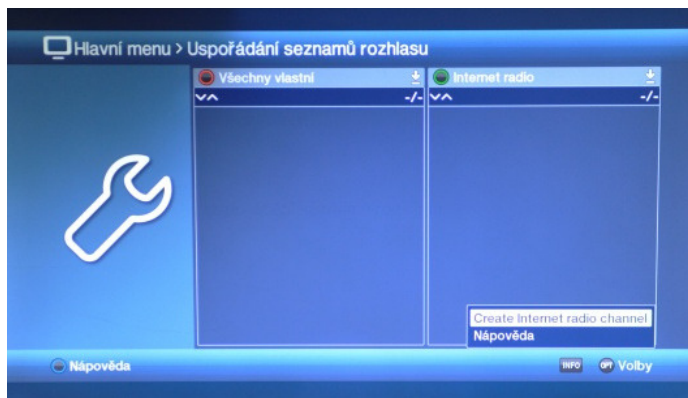 Hlavní menu > Uspořádání seznamů rozhlasu
Všechny vlastní
Internet radio
-/-
-/-
Create Internet radio channel
Nápověda
Nápověda
INFO
OPT Volby